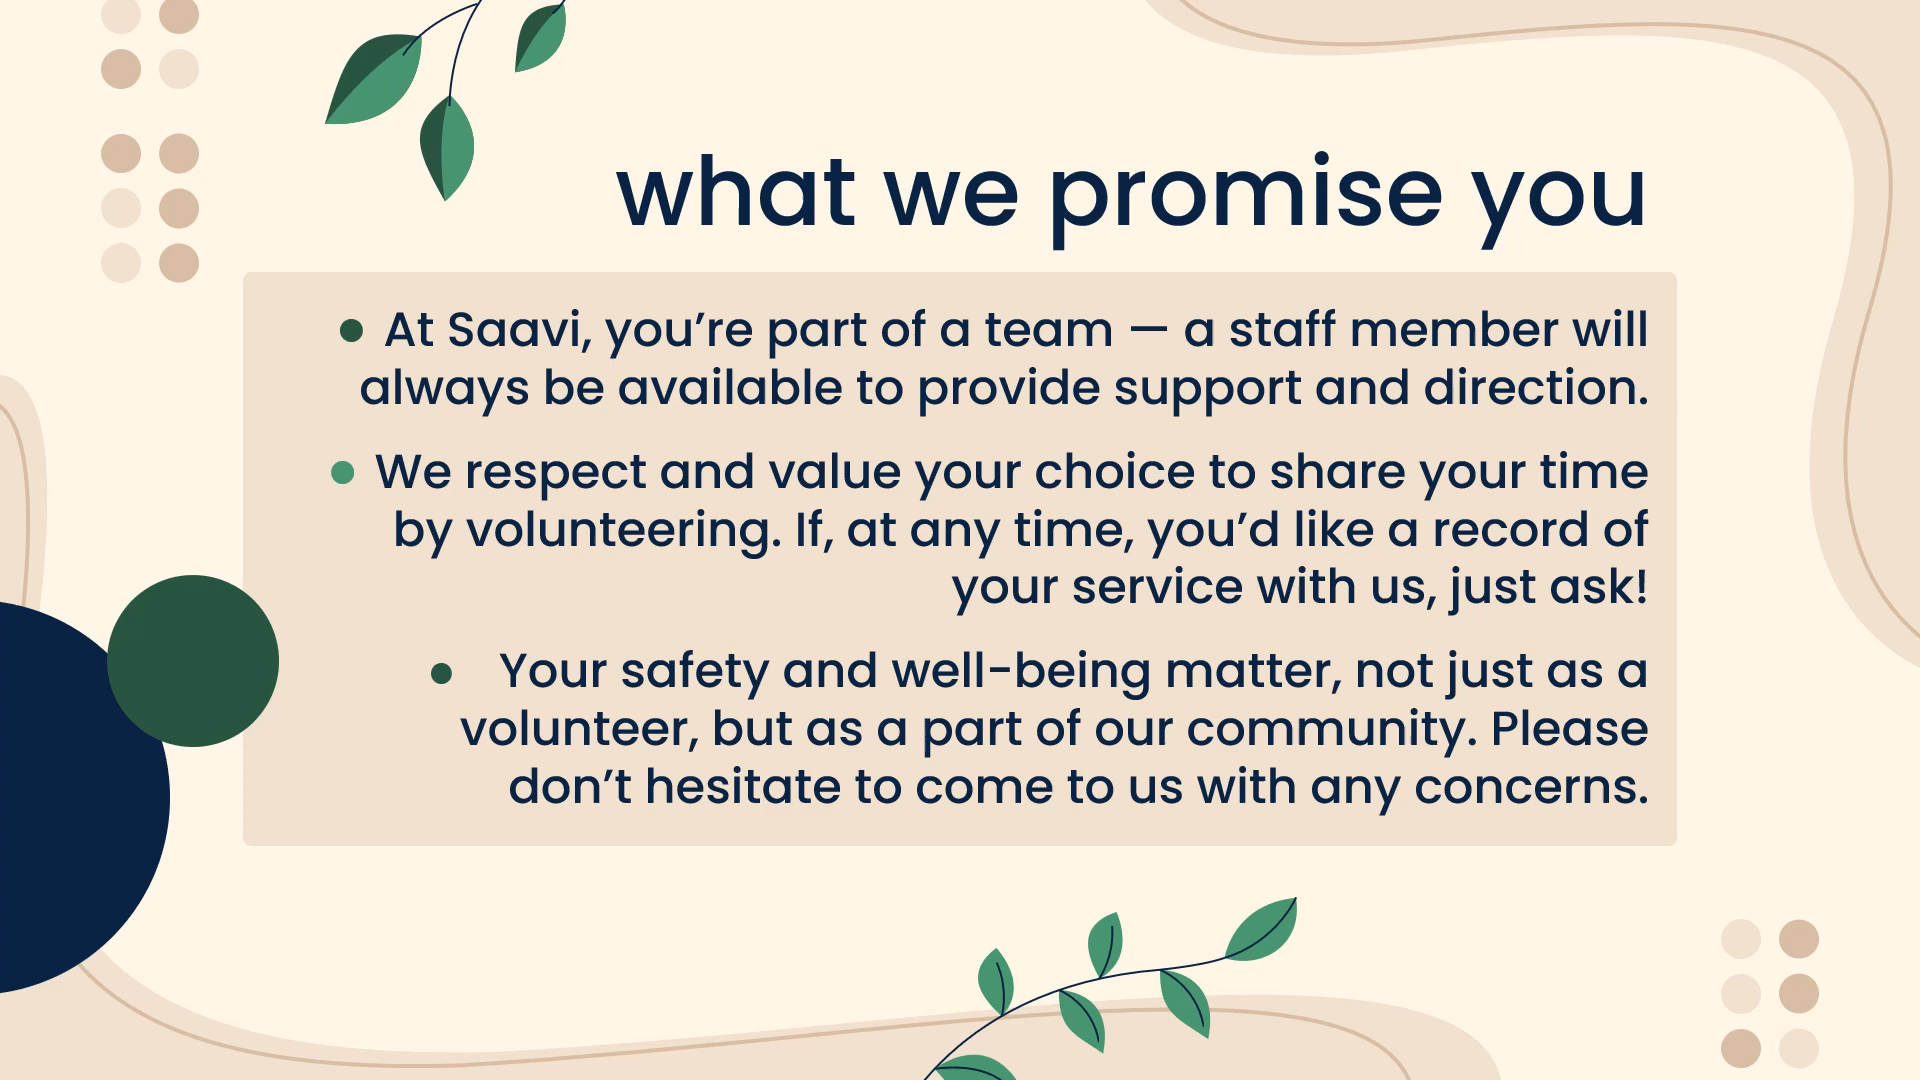 what we promise you
At Saavi, you’re part of a team — a staff member will
always be available to provide support and direction.
We respect and value your choice to share your time
by volunteering. If, at any time, you’d like a record of
your service with us, just ask!
Your safety and well-being matter, not just as a
volunteer, but as a part of our community. Please
don’t hesitate to come to us with any concerns.